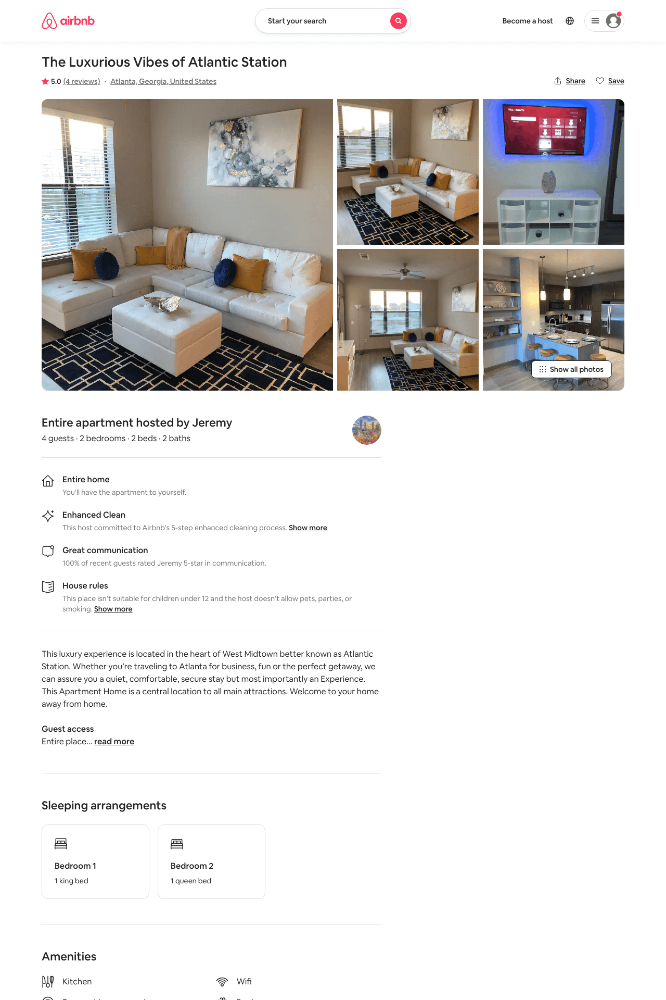 airbnb
Start your search
Become a host
The Luxurious Vibes of Atlantic Station
5.0 (4 reviews) · Atlanta, Georgia, United States
Share
Save
TCL · Roku TV
Show all photos
Entire apartment hosted by Jeremy
4 guests · 2 bedrooms · 2 beds · 2 baths
Entire home
You’ll have the apartment to yourself.
Enhanced Clean
This host committed to Airbnb's 5-step enhanced cleaning process. Show more
Great communication
100% of recent guests rated Jeremy 5-star in communication.
House rules
This place isn’t suitable for children under 12 and the host doesn’t allow pets, parties, or
smoking. Show more
This luxury experience is located in the heart of West Midtown better known as Atlantic
Station. Whether you’re traveling to Atlanta for business, fun or the perfect getaway, we
can assure you a quiet, comfortable, secure stay but most importantly an Experience.
This Apartment Home is a central location to all main attractions. Welcome to your home
away from home.
Guest access
Entire place... read more
Sleeping arrangements
Bedroom 1
1 king bed
Bedroom 2
1 queen bed
Amenities
Kitchen
Wifi